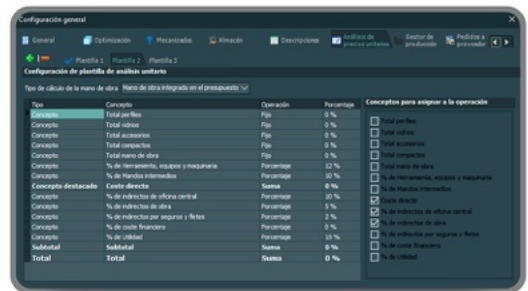 Configuración general
General Optimización Mecanizados Almacén Descripciones Análisis de precios unitarios Gestor de producción Pedidos a proveedor
Plantilla 1 Plantilla 2 Plantilla 3
Configuración de plantilla de análisis unitario
Tipo de cálculo de la mano de obra Mano de obra integrada en el presupuesto
Tipo Concepto Operación Porcentaje
Concepto Total perfiles Fijo 0 %
Concepto Total vidrios Fijo 0 %
Concepto Total accesorios Fijo 0 %
Concepto Total compactos Fijo 0 %
Concepto Total mano de obra Fijo 0 %
Concepto % de Herramienta, equipos y maquinaria Porcentaje 12 %
Concepto % de Mandos intermedios Porcentaje 10 %
Concepto destacado Coste directo Suma 0 %
Concepto % de indirectos de oficina central Porcentaje 10 %
Concepto % de indirectos de obra Porcentaje 5 %
Concepto % de indirectos por seguros y fletes Porcentaje 2 %
Concepto % de coste financiero Porcentaje 0 %
Concepto % de Utilidad Porcentaje 15 %
Subtotal Subtotal Suma 0 %
Total Total Suma 0 %
Conceptos para asignar a la operación
Total perfiles
Total vidrios
Total accesorios
Total compactos
Total mano de obra
% de Herramienta, equipos y maquinaria
% de Mandos intermedios
Coste directo
% de indirectos de oficina central
% de indirectos de obra
% de indirectos por seguros y fletes
% de coste financiero
% de Utilidad